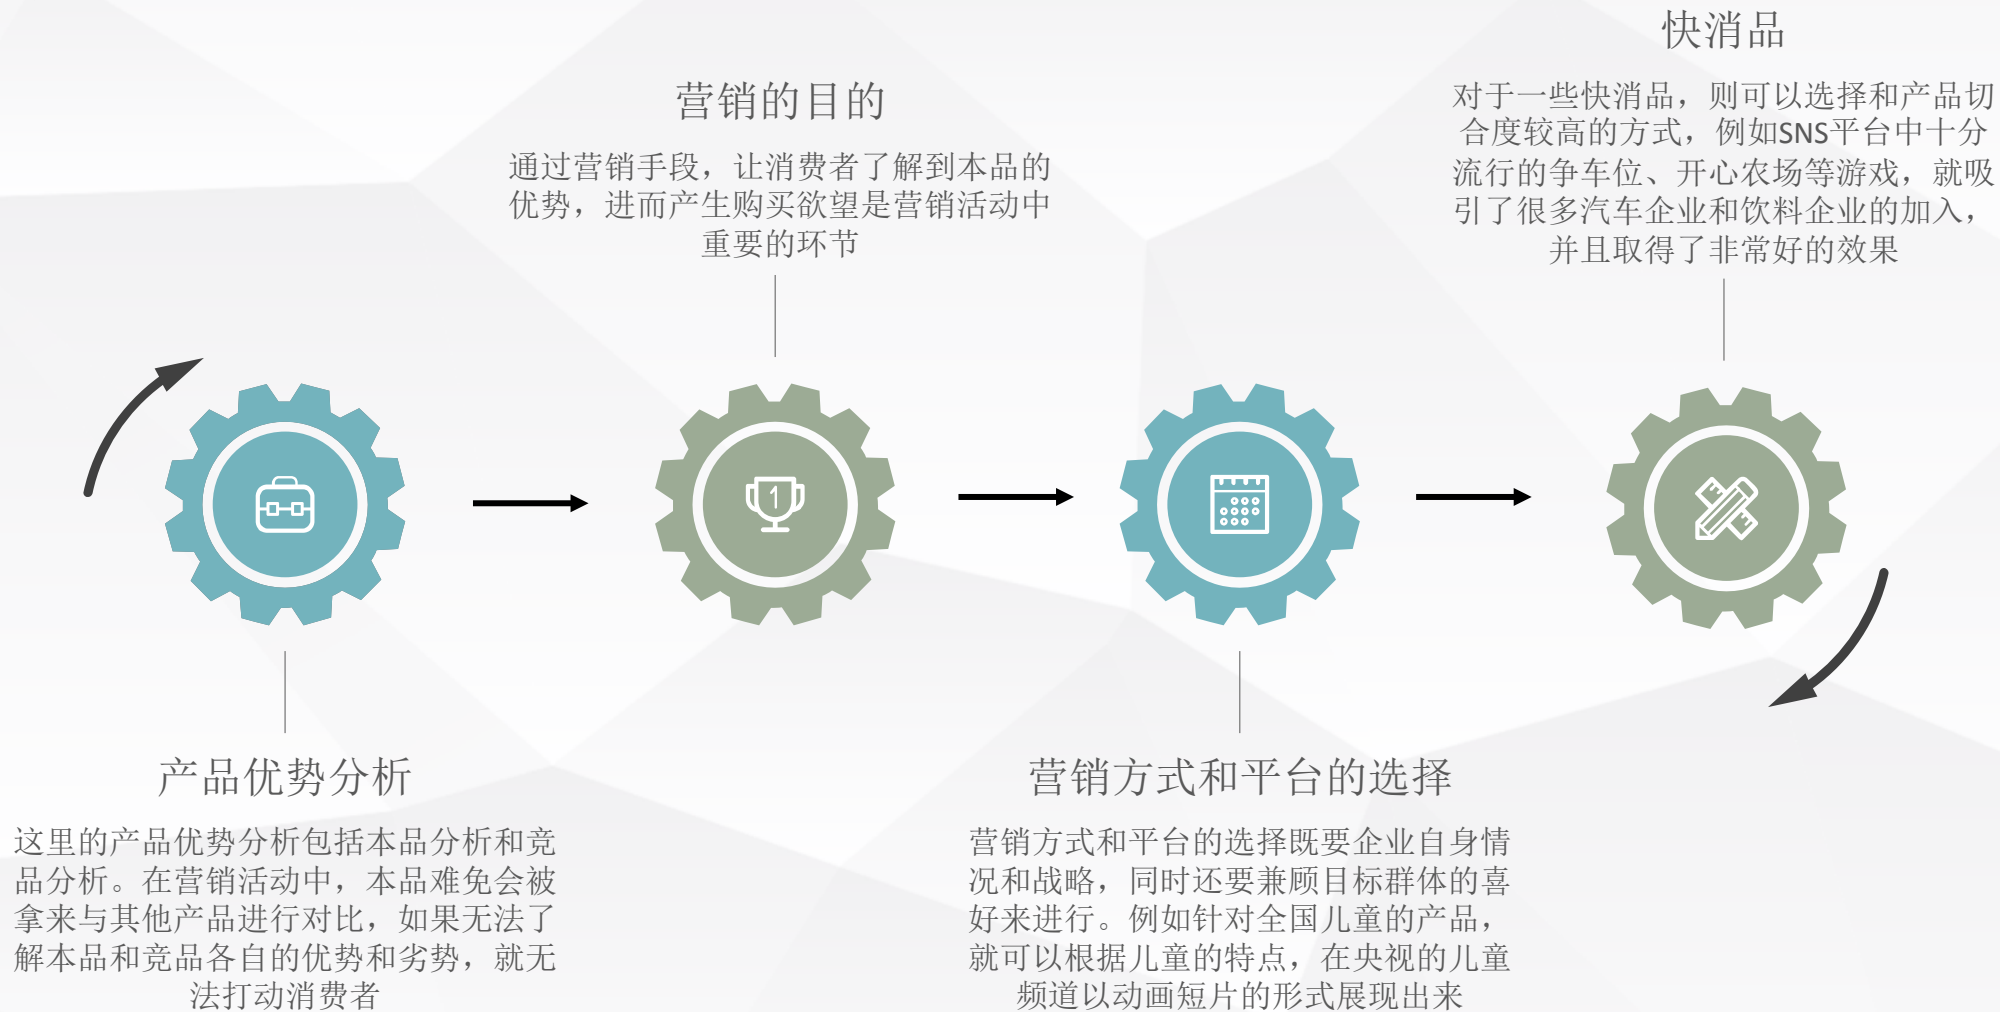 产品优势分析
这里的产品优势分析包括本品分析和竞
品分析。在营销活动中，本品难免会被
拿来与其他产品进行对比，如果无法了
解本品和竞品各自的优势和劣势，就无
法打动消费者
营销的目的
通过营销手段，让消费者了解到本品的
优势，进而产生购买欲望是营销活动中
重要的环节
1
营销方式和平台的选择
营销方式和平台的选择既要企业自身情
况和战略，同时还要兼顾目标群体的喜
好来进行。例如针对全国儿童的产品，
就可以根据儿童的特点，在央视的儿童
频道以动画短片的形式展现出来
快消品
对于一些快消品，则可以选择和产品切
合度较高的方式，例如SNS平台中十分
流行的争车位、开心农场等游戏，就吸
引了很多汽车企业和饮料企业的加入，
并且取得了非常好的效果